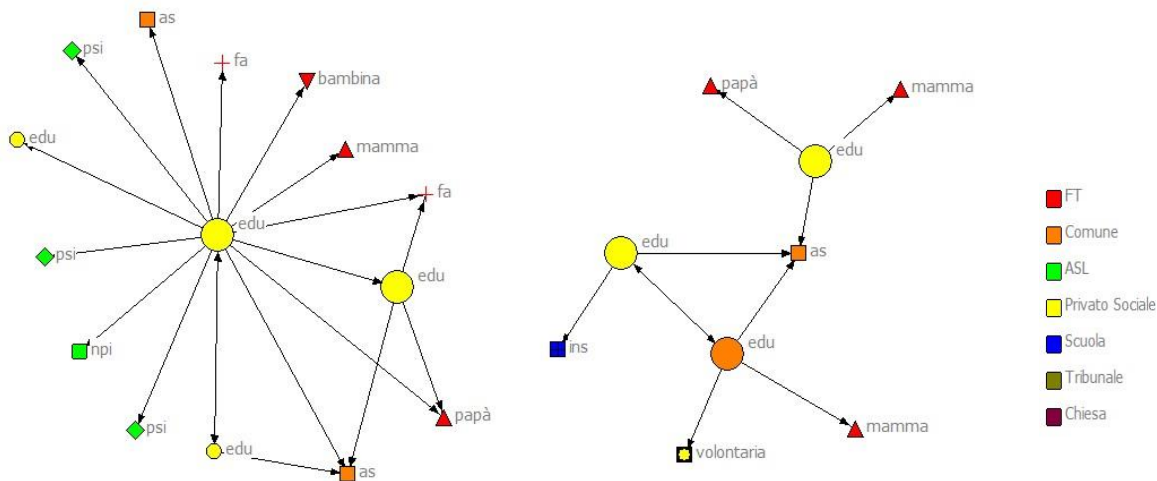 as
psi
fa
bambina
edu
mamma
fa
edu
psi
edu
npi
papà
psi
edu
as
papà
mamma
edu
edu
as
ins
edu
mamma
volontaria
FT
Comune
ASL
Privato Sociale
Scuola
Tribunale
Chiesa